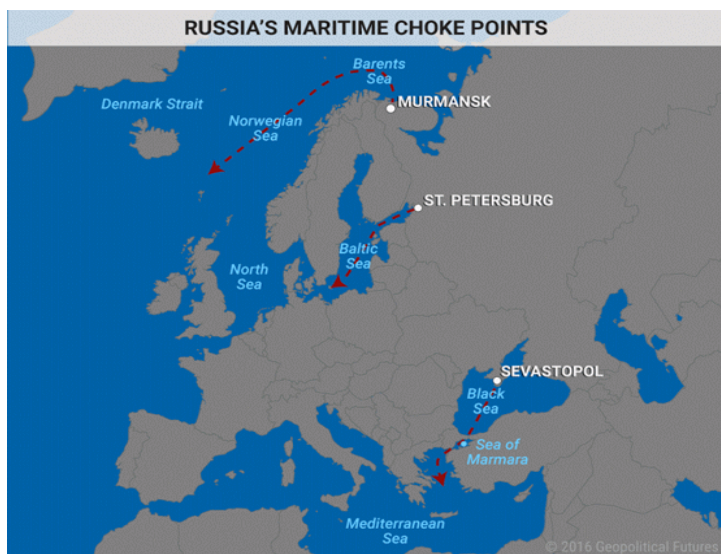 RUSSIA'S MARITIME CHOKE POINTS
Barents
Sea
Denmark Strait
MURMANSK
Norwegian
Sea
ST. PETERSBURG
Baltic
Sea
North
Sea
SEVASTOPOL
Black
Sea
Sea of
Marmara
Mediterranean
Sea
© 2016 Geopolitical Futures